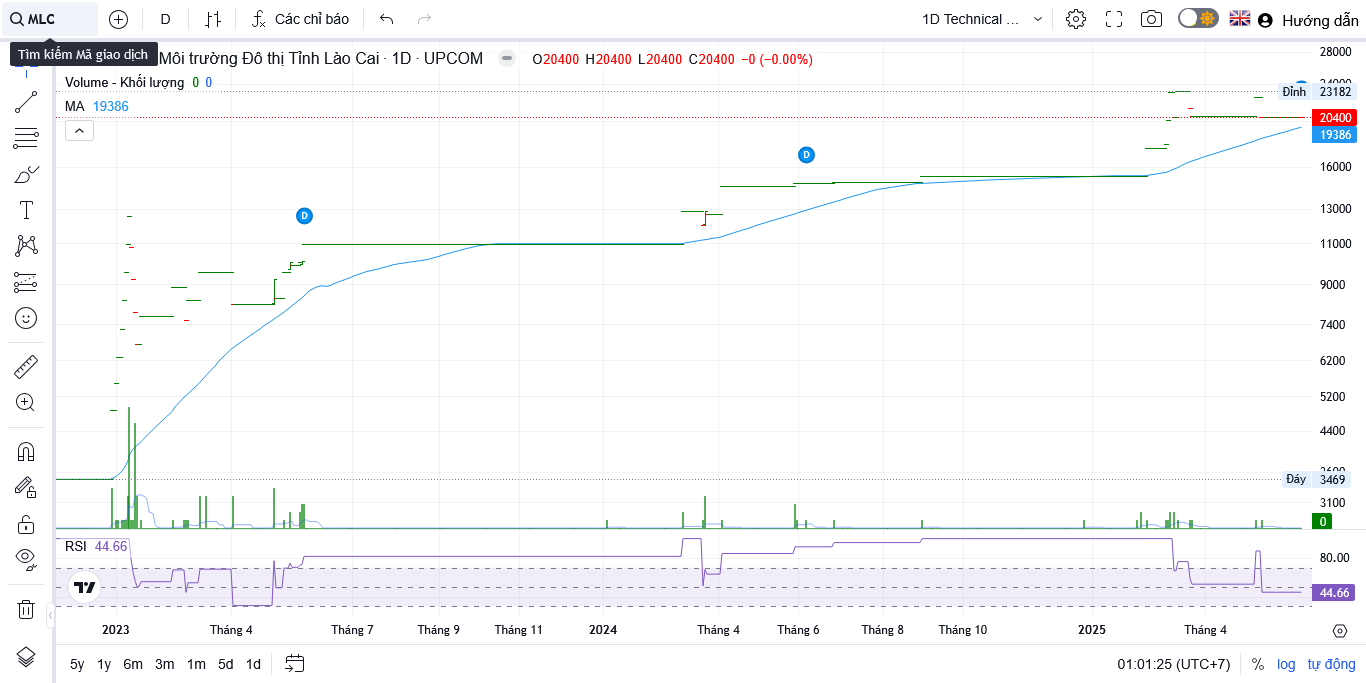 MLC
D
Các chỉ báo
1D Technical ...
Hướng dẫn
Tìm kiếm Mã giao dịch
Môi trường Đô thị Tỉnh Lào Cai · 1D · UPCOM
O20400 H20400 L20400 C20400 −0 (−0.00%)
Volume - Khối lượng 0 0
MA 19386
28000
Đỉnh 23182
20400
19386
16000
D
13000
D
11000
9000
7400
6200
5200
4400
Đáy 3469
3100
0
RSI 44.66
80.00
44.66
2023 Tháng 4 Tháng 7 Tháng 9 Tháng 11 2024 Tháng 4 Tháng 6 Tháng 8 Tháng 10 2025 Tháng 4
5y 1y 6m 3m 1m 5d 1d
01:01:25 (UTC+7) % log tự động